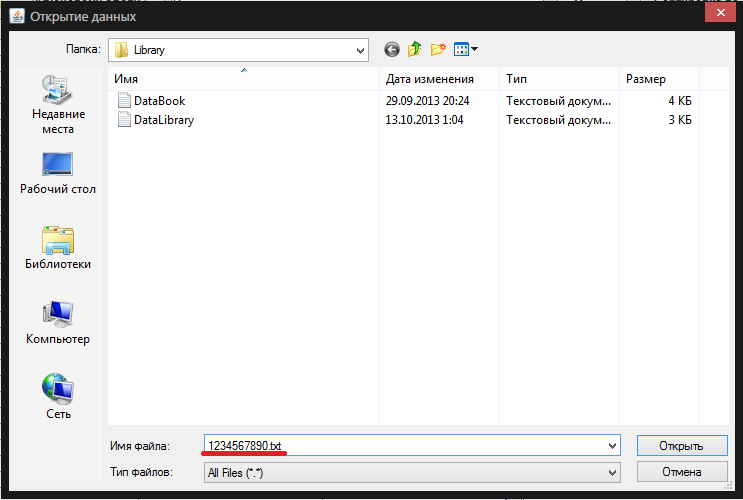 Открытие данных
Папка: Library
Имя Дата изменения Тип Размер
DataBook 29.09.2013 20:24 Текстовый докум... 4 КБ
DataLibrary 13.10.2013 1:04 Текстовый докум... 3 КБ
Недавние
места
Рабочий стол
Библиотеки
Компьютер
Сеть
Имя файла: 1234567890.txt Открыть
Тип файлов: All Files (*.*) Отмена